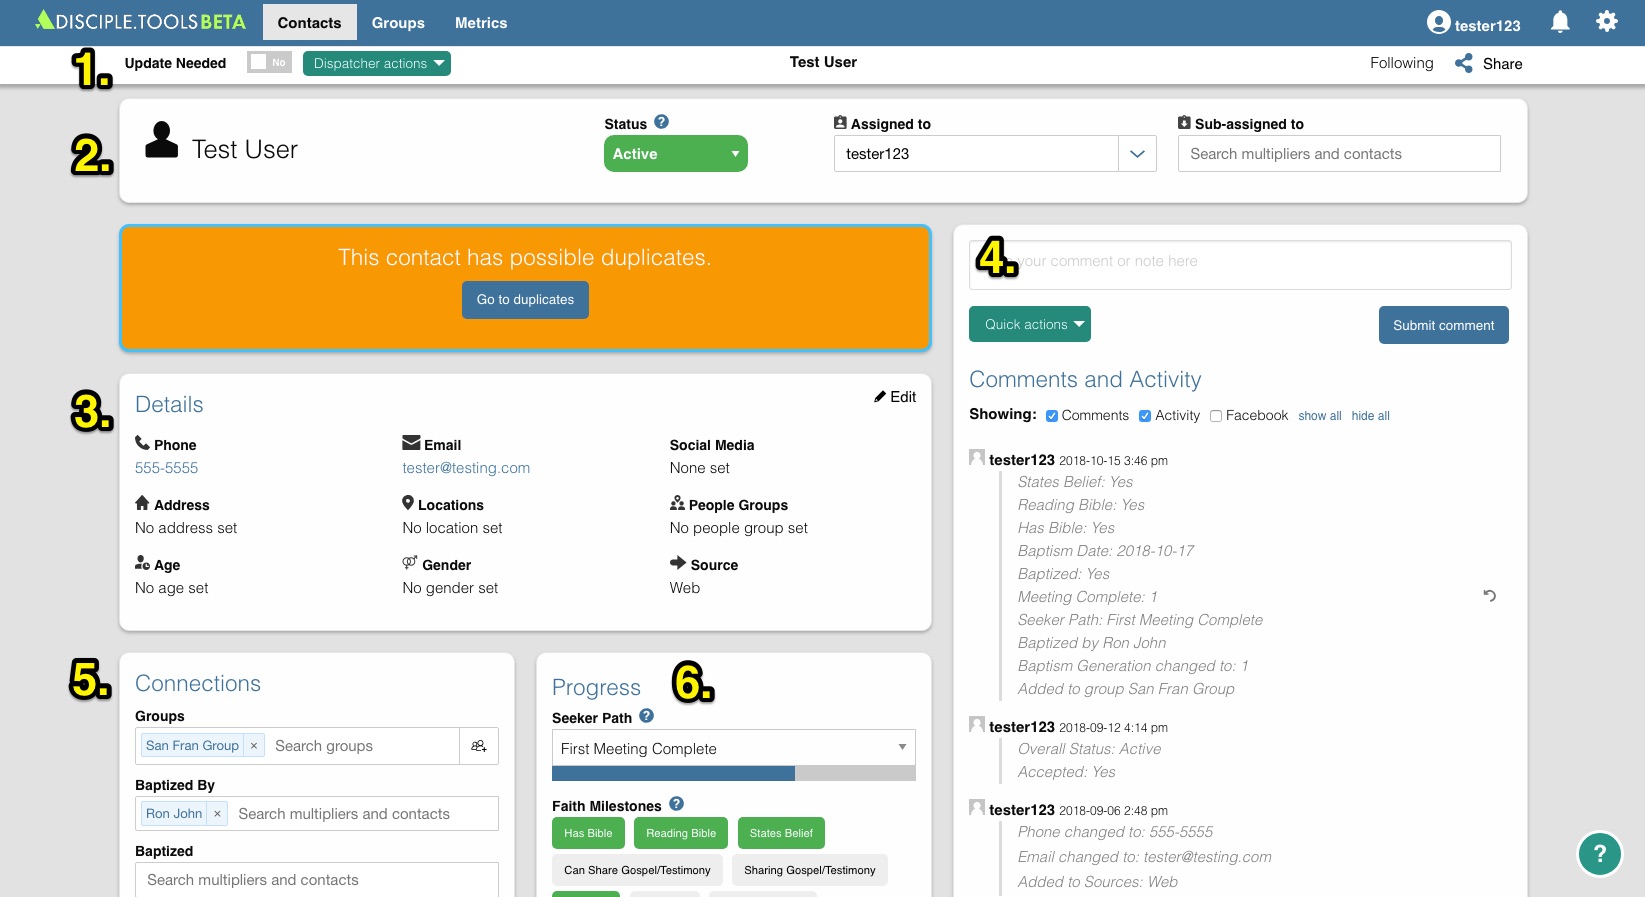 DISCIPLE.TOOLS BETA Contacts Groups Metrics tester123
1. Update Needed No Dispatcher actions Test User Following Share
2. Test User
Status ? Assigned to Sub-assigned to
Active tester123 Search multipliers and contacts
This contact has possible duplicates.
Go to duplicates
3. Details Edit
Phone Email Social Media
555-5555 tester@testing.com None set
Address Locations People Groups
No address set No location set No people group set
Age Gender Source
No age set No gender set Web
4. your comment or note here
Quick actions Submit comment
Comments and Activity
Showing: Comments Activity Facebook show all hide all
tester123 2018-10-15 3:46 pm
States Belief: Yes
Reading Bible: Yes
Has Bible: Yes
Baptism Date: 2018-10-17
Baptized: Yes
Meeting Complete: 1
Seeker Path: First Meeting Complete
Baptized by Ron John
Baptism Generation changed to: 1
Added to group San Fran Group
tester123 2018-09-12 4:14 pm
Overall Status: Active
Accepted: Yes
tester123 2018-09-06 2:48 pm
Phone changed to: 555-5555
Email changed to: tester@testing.com
Added to Sources: Web
5. Connections
Groups
San Fran Group × Search groups
Baptized By
Ron John × Search multipliers and contacts
Baptized
Search multipliers and contacts
Progress 6.
Seeker Path ?
First Meeting Complete
Faith Milestones ?
Has Bible Reading Bible States Belief
Can Share Gospel/Testimony Sharing Gospel/Testimony
?